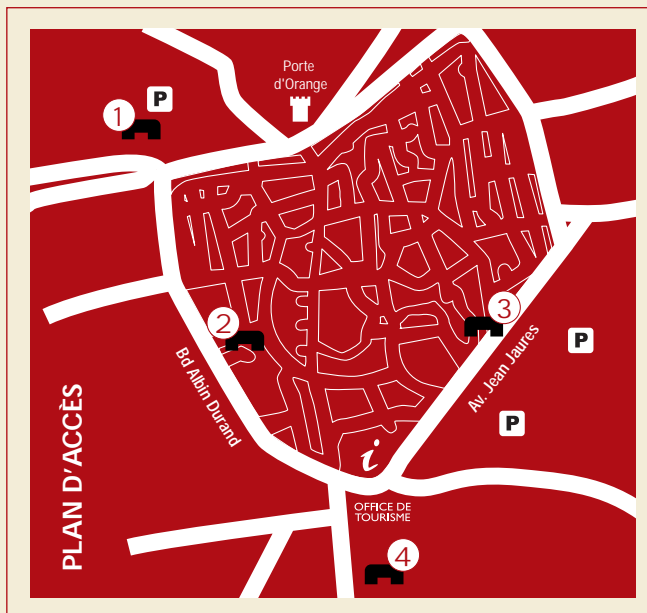 Porte
d'Orange
P
1
2
3
P
Bd Albin Durand
Av. Jean Jaures
P
PLAN D'ACCÈS
i
OFFICE DE
TOURISME
4